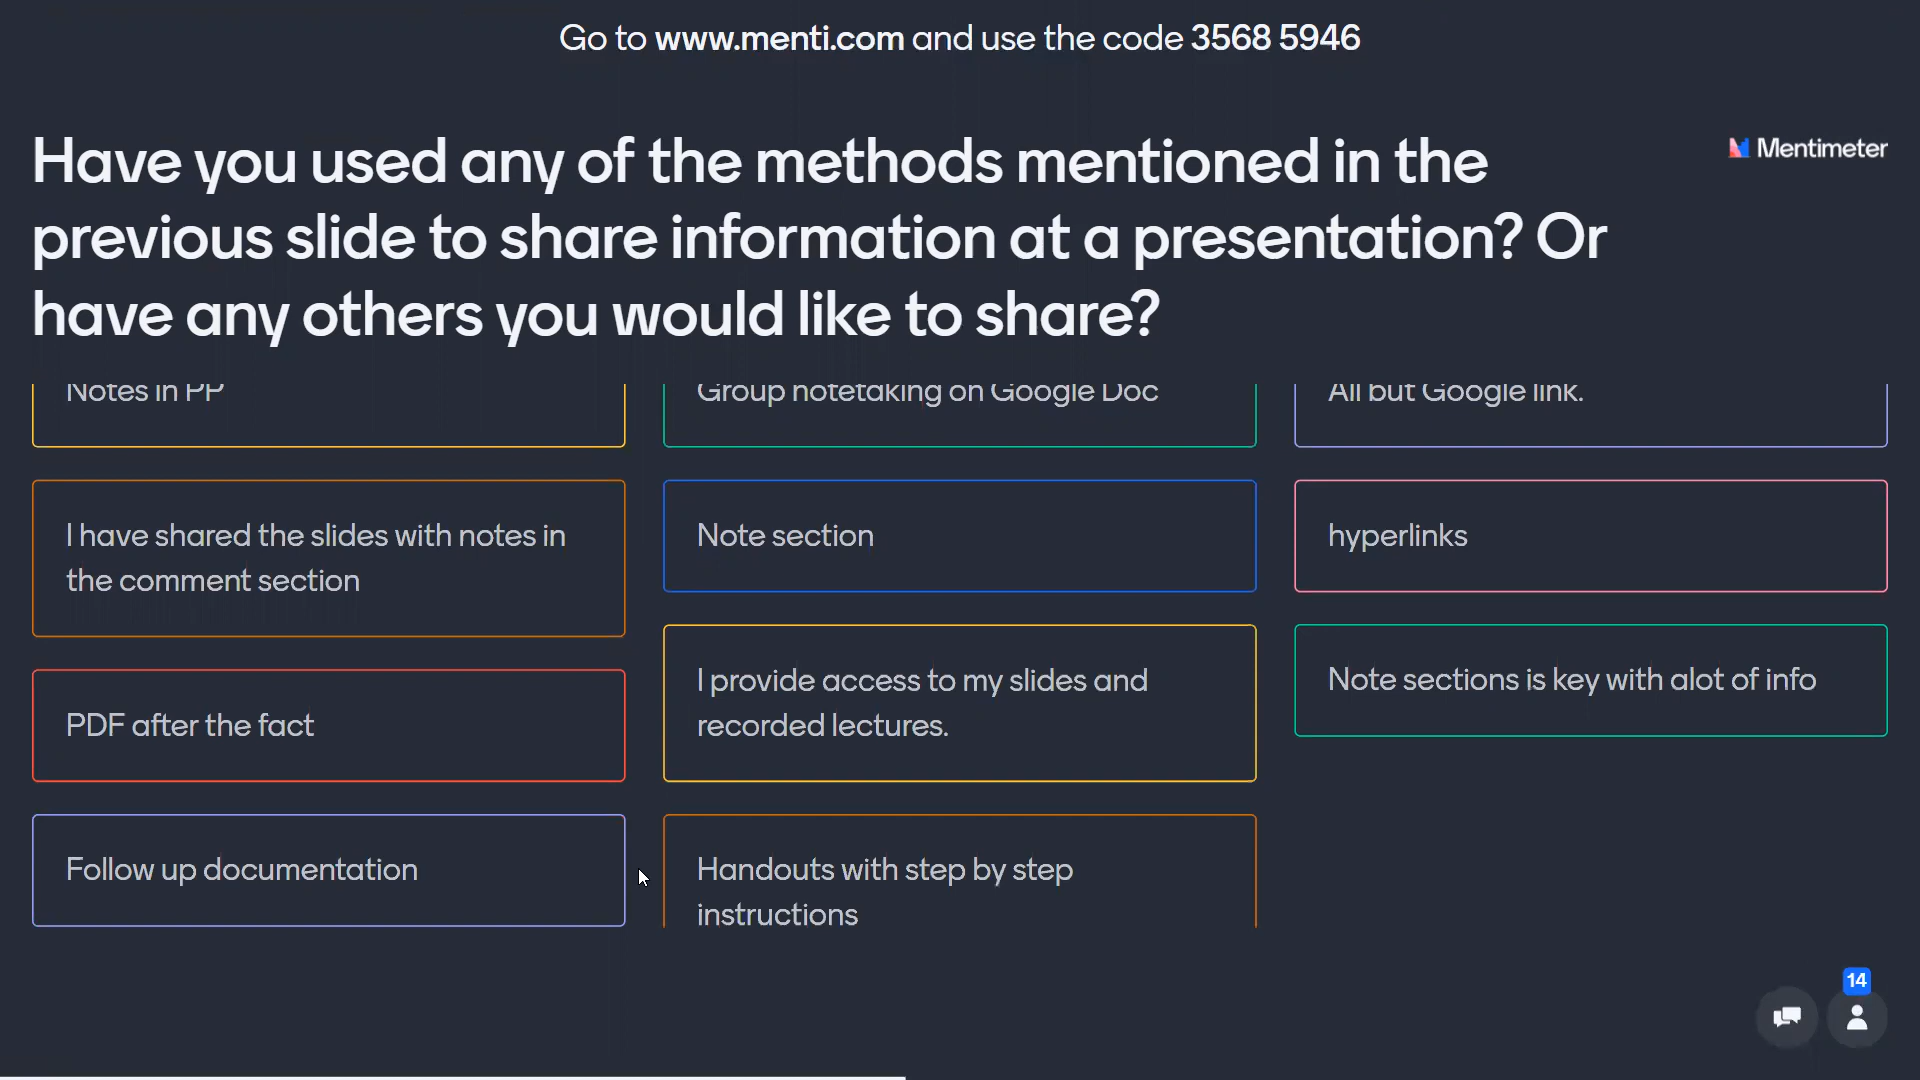 Go to www.menti.com and use the code 3568 5946
Mentimeter
Have you used any of the methods mentioned in the
previous slide to share information at a presentation? Or
have any others you would like to share?
Notes in PP
Group notetaking on Google Doc
All but Google link.
I have shared the slides with notes in
the comment section
Note section
hyperlinks
PDF after the fact
I provide access to my slides and
recorded lectures.
Note sections is key with alot of info
Follow up documentation
Handouts with step by step
instructions
14